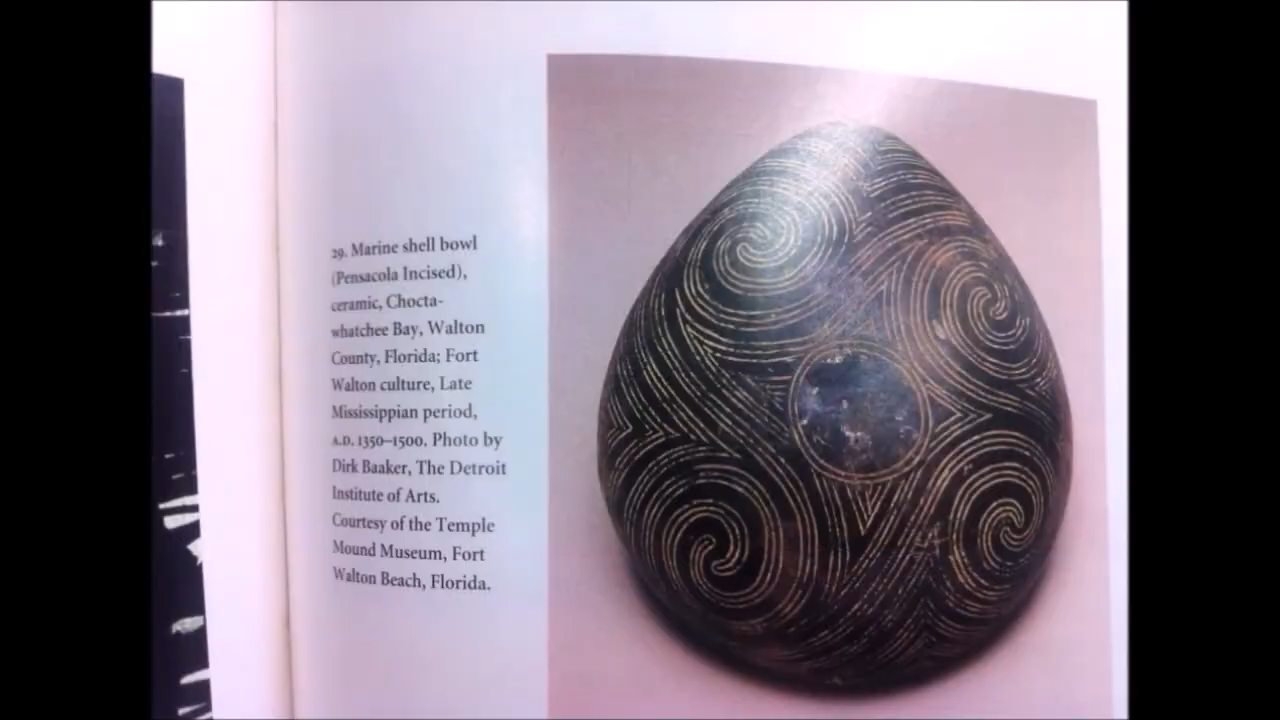 29. Marine shell bowl
(Pensacola Incised),
ceramic, Chocta-
whatchee Bay, Walton
County, Florida; Fort
Walton culture, Late
Mississippian period,
A.D. 1350–1500. Photo by
Dirk Baaker, The Detroit
Institute of Arts.
Courtesy of the Temple
Mound Museum, Fort
Walton Beach, Florida.